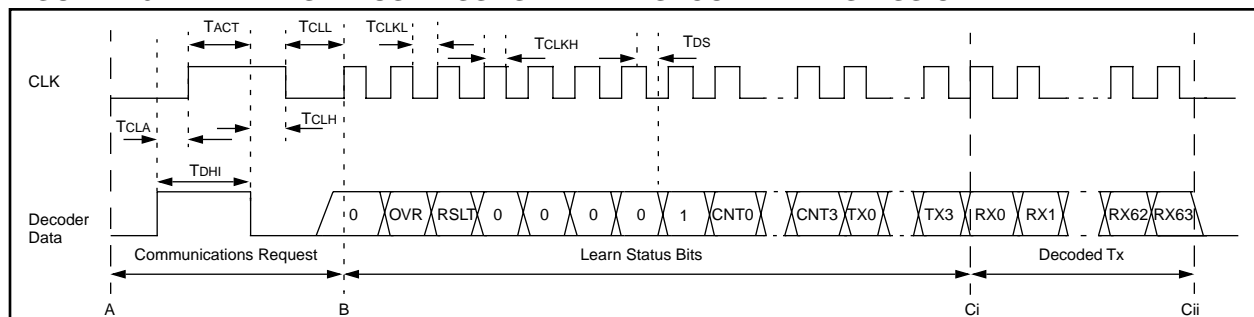 TACT TCLL TCLKL TCLKH TDS
CLK
TCLA TCLH
TDHI
Decoder
Data
0 OVR RSLT 0 0 0 0 1 CNT0 CNT3 TX0 TX3 RX0 RX1 RX62 RX63
Communications Request Learn Status Bits Decoded Tx
A B Ci Cii